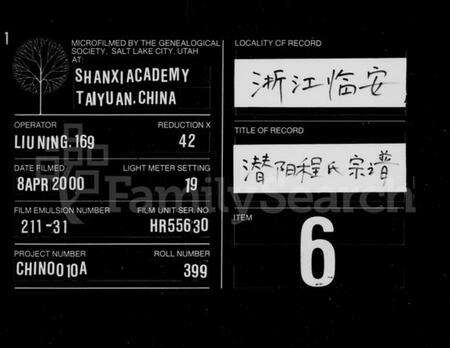 1
MICROFILMED BY THE GENEALOGICAL
SOCIETY, SALT LAKE CITY, UTAH
AT:
SHANXI ACADEMY
TAIYUAN, CHINA
OPERATOR REDUCTION X
LIU NING. 169 42
DATE FILMED LIGHT METER SETTING
8 APR 2000 19
FILM EMULSION NUMBER FILM UNIT-SER. NO
211-31 HR55630
PROJECT NUMBER ROLL NUMBER
CHINO010A 399
LOCALITY OF RECORD
浙江临安
TITLE OF RECORD
潜阳程氏宗谱
ITEM
6
FamilySearch